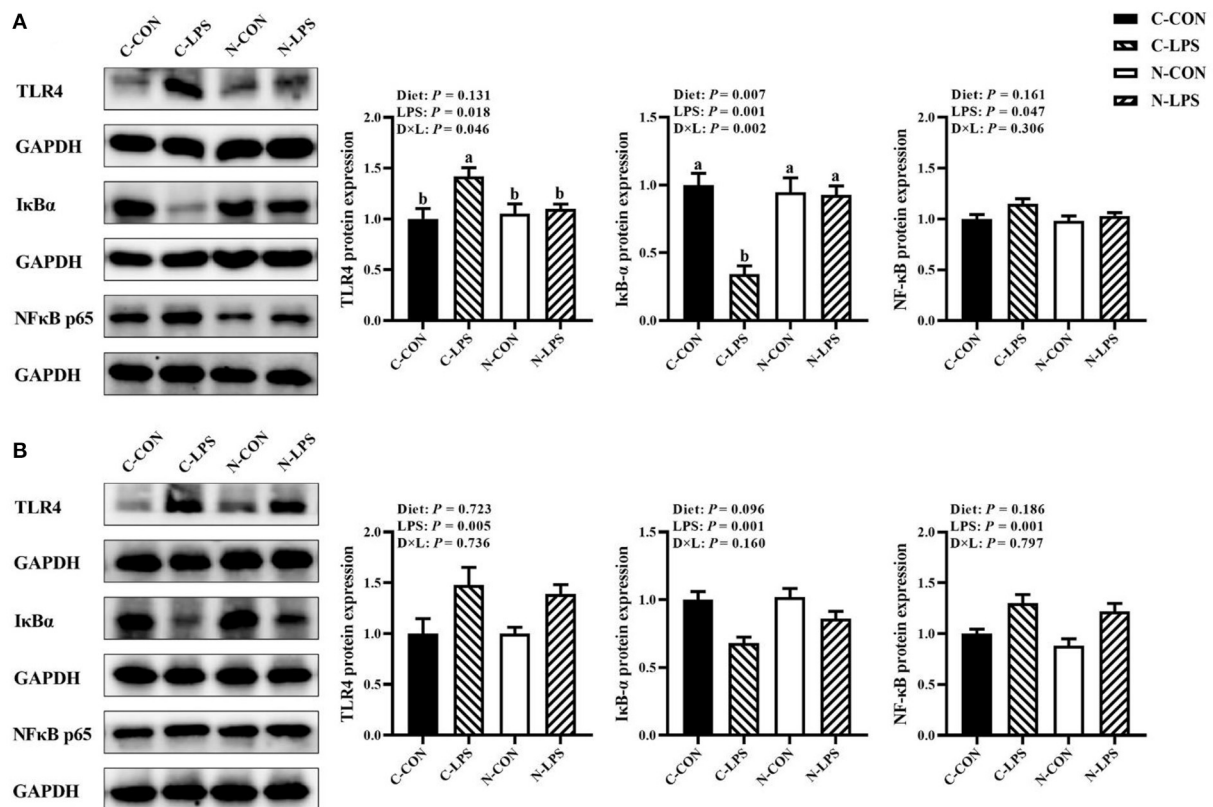 A
C-CON
C-LPS
N-CON
N-LPS
TLR4
GAPDH
IκBα
GAPDH
NFκB p65
GAPDH
Diet: P = 0.131
LPS: P = 0.018
D×L: P = 0.046
TLR4 protein expression
2.0
1.5
1.0
0.5
0.0
b
a
b
b
C-CON
C-LPS
N-CON
N-LPS
Diet: P = 0.007
LPS: P = 0.001
D×L: P = 0.002
IκB-α protein expression
1.5
1.0
0.5
0.0
a
b
a
a
C-CON
C-LPS
N-CON
N-LPS
Diet: P = 0.161
LPS: P = 0.047
D×L: P = 0.306
NF-κB protein expression
2.0
1.5
1.0
0.5
0.0
C-CON
C-LPS
N-CON
N-LPS
C-CON
C-LPS
N-CON
N-LPS
B
C-CON
C-LPS
N-CON
N-LPS
TLR4
GAPDH
IκBα
GAPDH
NFκB p65
GAPDH
Diet: P = 0.723
LPS: P = 0.005
D×L: P = 0.736
TLR4 protein expression
2.0
1.5
1.0
0.5
0.0
C-CON
C-LPS
N-CON
N-LPS
Diet: P = 0.096
LPS: P = 0.001
D×L: P = 0.160
IκB-α protein expression
1.5
1.0
0.5
0.0
C-CON
C-LPS
N-CON
N-LPS
Diet: P = 0.186
LPS: P = 0.001
D×L: P = 0.797
NF-κB protein expression
2.0
1.5
1.0
0.5
0.0
C-CON
C-LPS
N-CON
N-LPS